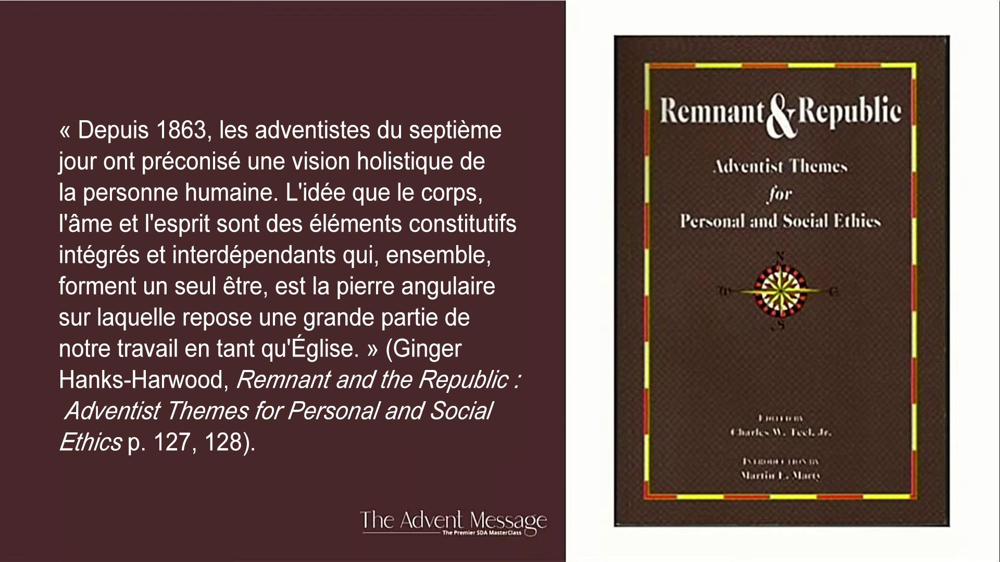 « Depuis 1863, les adventistes du septième
jour ont préconisé une vision holistique de
la personne humaine. L'idée que le corps,
l'âme et l'esprit sont des éléments constitutifs
intégrés et interdépendants qui, ensemble,
forment un seul être, est la pierre angulaire
sur laquelle repose une grande partie de
notre travail en tant qu'Église. » (Ginger
Hanks-Harwood, Remnant and the Republic :
Adventist Themes for Personal and Social
Ethics p. 127, 128).
The Advent Message
The Premier SDA MasterClass
Remnant & Republic
Adventist Themes
for
Personal and Social Ethics
N
S
EDITED BY
Charles W. Teel, Jr.
INTRODUCTION BY
Martin E. Marty